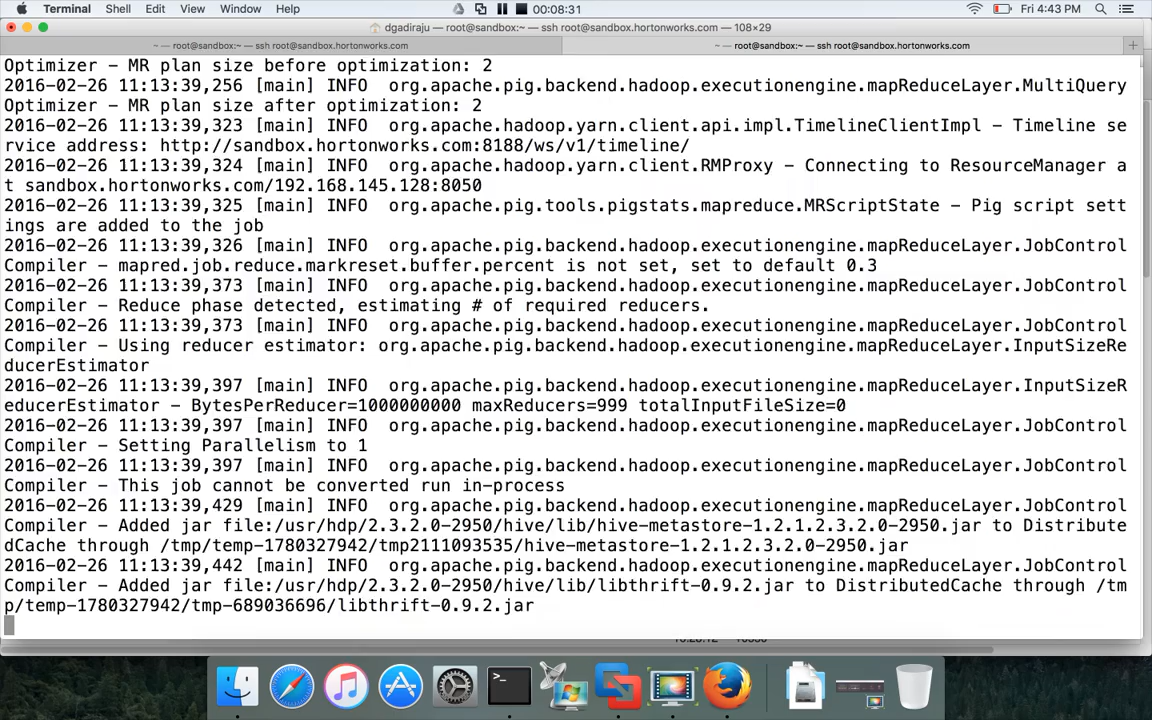 Terminal Shell Edit View Window Help 00:08:31 Fri 4:43 PM
dgadiraju — root@sandbox:~ — ssh root@sandbox.hortonworks.com — 108×29
~ — root@sandbox:~ — ssh root@sandbox.hortonworks.com ~ — root@sandbox:~ — ssh root@sandbox.hortonworks.com +
Optimizer – MR plan size before optimization: 2
2016-02-26 11:13:39,256 [main] INFO  org.apache.pig.backend.hadoop.executionengine.mapReduceLayer.MultiQuery
Optimizer – MR plan size after optimization: 2
2016-02-26 11:13:39,323 [main] INFO  org.apache.hadoop.yarn.client.api.impl.TimelineClientImpl – Timeline se
rvice address: http://sandbox.hortonworks.com:8188/ws/v1/timeline/
2016-02-26 11:13:39,324 [main] INFO  org.apache.hadoop.yarn.client.RMProxy – Connecting to ResourceManager a
t sandbox.hortonworks.com/192.168.145.128:8050
2016-02-26 11:13:39,325 [main] INFO  org.apache.pig.tools.pigstats.mapreduce.MRScriptState – Pig script sett
ings are added to the job
2016-02-26 11:13:39,326 [main] INFO  org.apache.pig.backend.hadoop.executionengine.mapReduceLayer.JobControl
Compiler – mapred.job.reduce.markreset.buffer.percent is not set, set to default 0.3
2016-02-26 11:13:39,373 [main] INFO  org.apache.pig.backend.hadoop.executionengine.mapReduceLayer.JobControl
Compiler – Reduce phase detected, estimating # of required reducers.
2016-02-26 11:13:39,373 [main] INFO  org.apache.pig.backend.hadoop.executionengine.mapReduceLayer.JobControl
Compiler – Using reducer estimator: org.apache.pig.backend.hadoop.executionengine.mapReduceLayer.InputSizeRe
ducerEstimator
2016-02-26 11:13:39,397 [main] INFO  org.apache.pig.backend.hadoop.executionengine.mapReduceLayer.InputSizeR
educerEstimator – BytesPerReducer=1000000000 maxReducers=999 totalInputFileSize=0
2016-02-26 11:13:39,397 [main] INFO  org.apache.pig.backend.hadoop.executionengine.mapReduceLayer.JobControl
Compiler – Setting Parallelism to 1
2016-02-26 11:13:39,397 [main] INFO  org.apache.pig.backend.hadoop.executionengine.mapReduceLayer.JobControl
Compiler – This job cannot be converted run in-process
2016-02-26 11:13:39,429 [main] INFO  org.apache.pig.backend.hadoop.executionengine.mapReduceLayer.JobControl
Compiler – Added jar file:/usr/hdp/2.3.2.0-2950/hive/lib/hive-metastore-1.2.1.2.3.2.0-2950.jar to Distribute
dCache through /tmp/temp-1780327942/tmp2111093535/hive-metastore-1.2.1.2.3.2.0-2950.jar
2016-02-26 11:13:39,442 [main] INFO  org.apache.pig.backend.hadoop.executionengine.mapReduceLayer.JobControl
Compiler – Added jar file:/usr/hdp/2.3.2.0-2950/hive/lib/libthrift-0.9.2.jar to DistributedCache through /tm
p/temp-1780327942/tmp-689036696/libthrift-0.9.2.jar